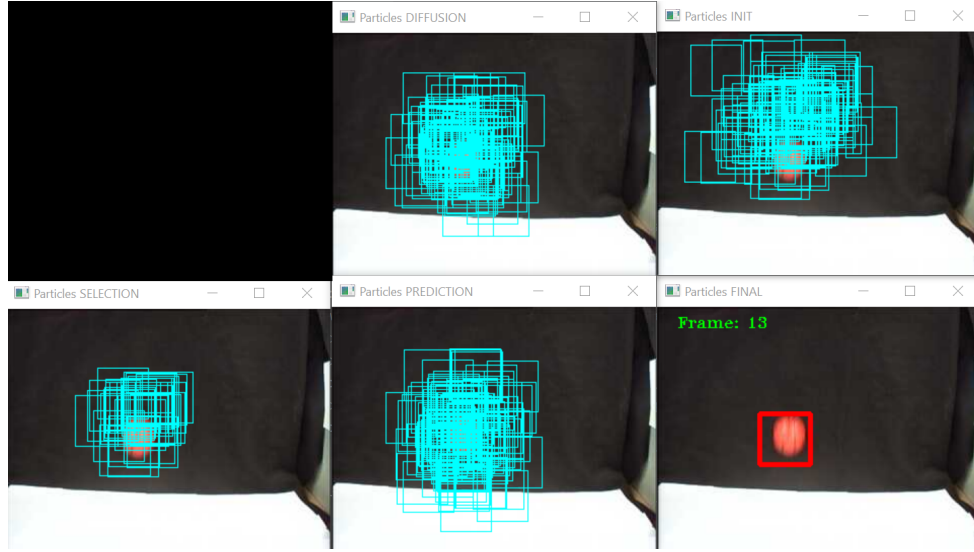 Particles DIFFUSION
Particles INIT
Particles SELECTION
Particles PREDICTION
Particles FINAL
Frame: 13